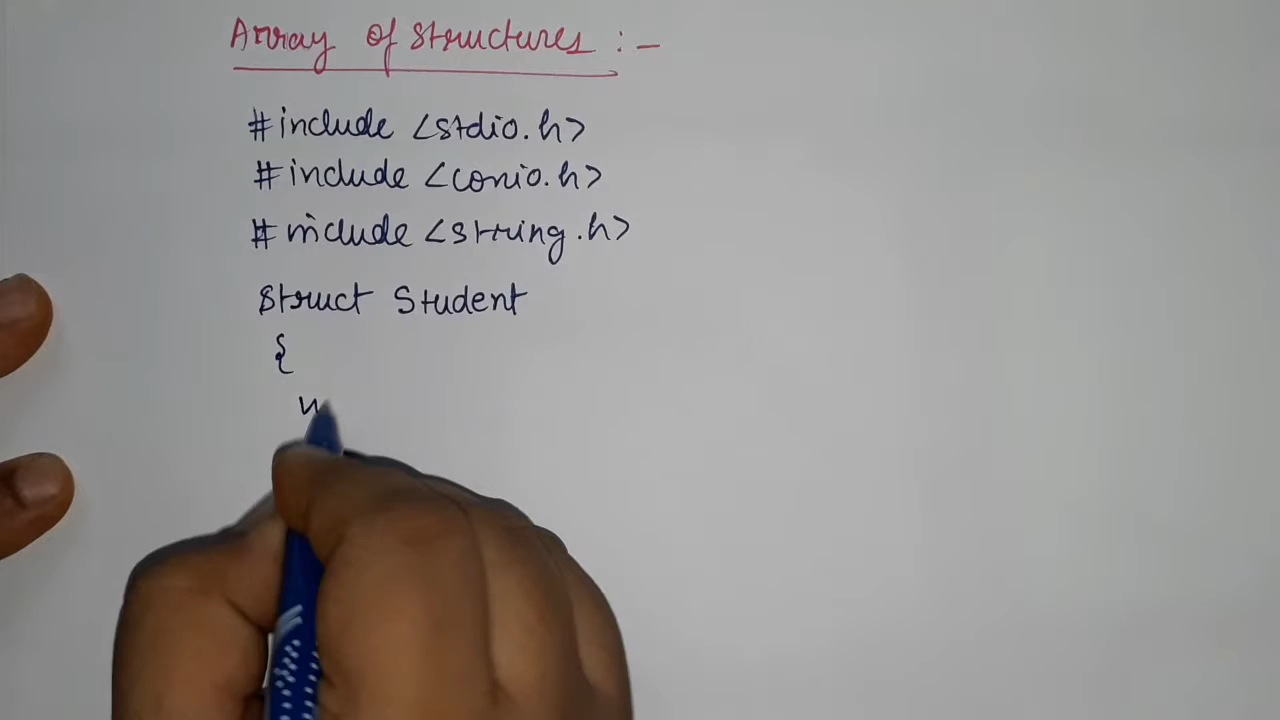 Array of Structures :-
#include <stdio.h>
#include <conio.h>
#include <string.h>
Struct Student
{